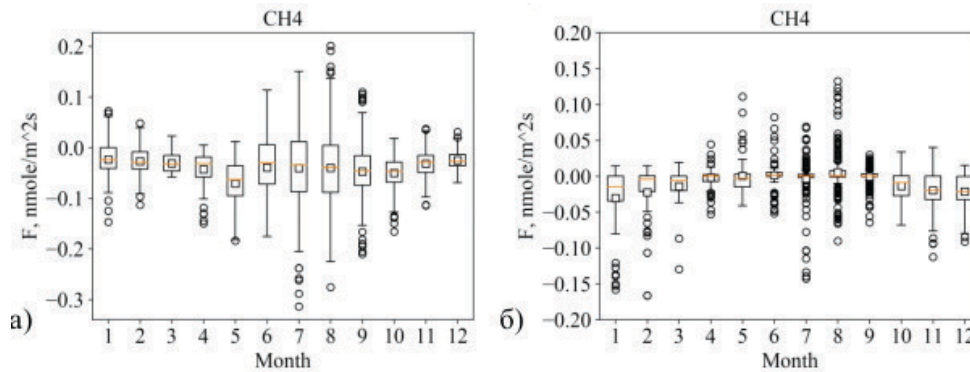 CH4
F, nmole/m^2s
0.2
0.1
0.0
−0.1
−0.2
−0.3
1 2 3 4 5 6 7 8 9 10 11 12
Month
а)
CH4
F, nmole/m^2s
0.20
0.15
0.10
0.05
0.00
−0.05
−0.10
−0.15
−0.20
1 2 3 4 5 6 7 8 9 10 11 12
Month
б)